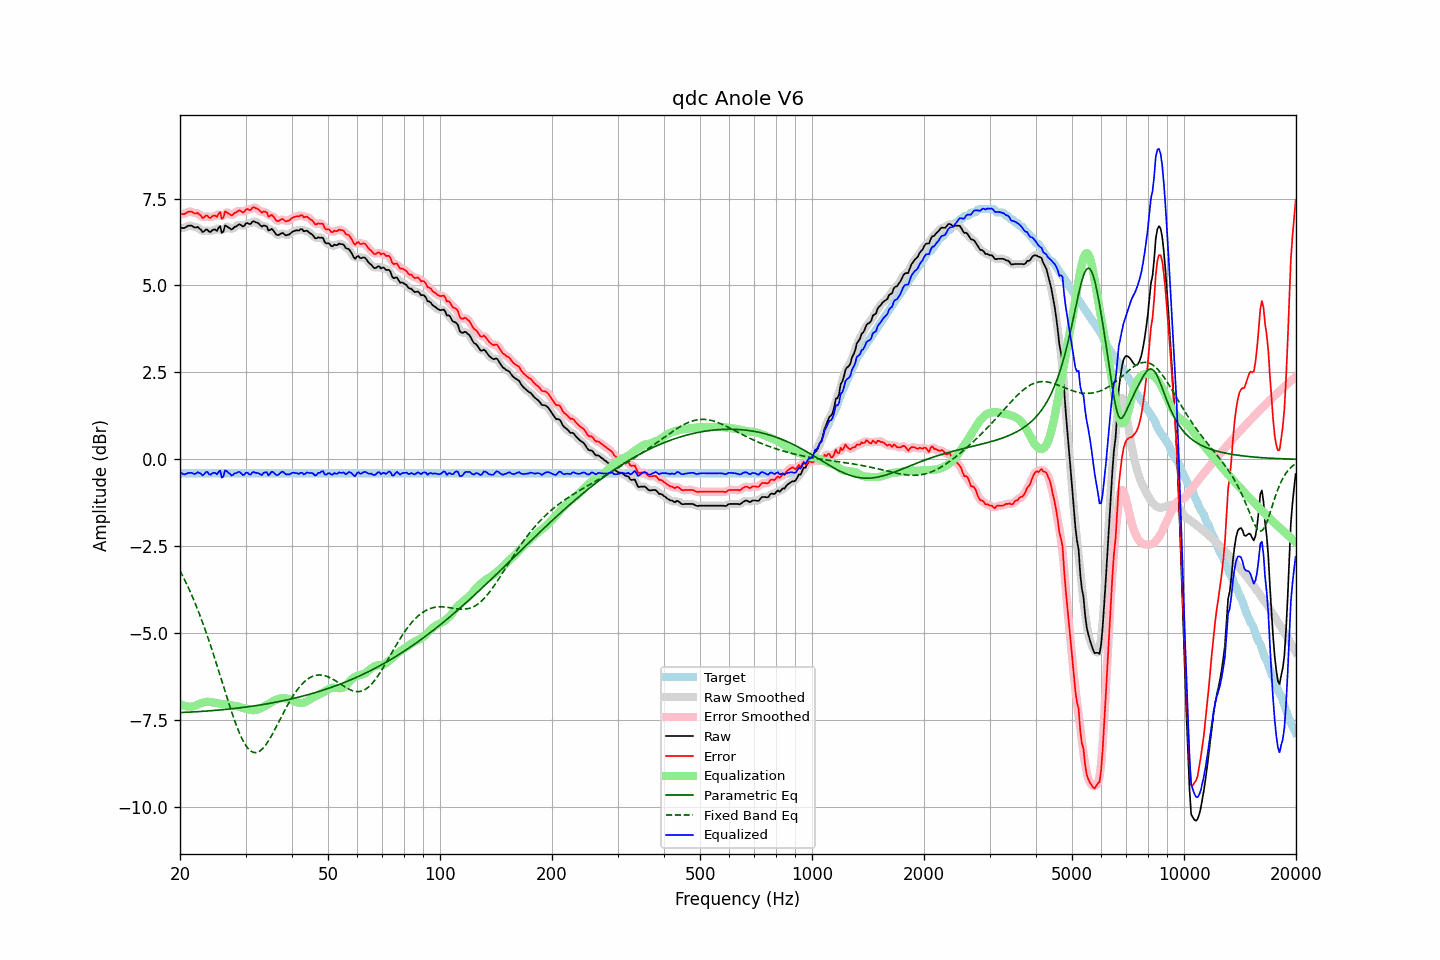 qdc Anole V6
Amplitude (dBr)
7.5
5.0
2.5
0.0
−2.5
−5.0
−7.5
−10.0
Target
Raw Smoothed
Error Smoothed
Raw
Error
Equalization
Parametric Eq
Fixed Band Eq
Equalized
20 50 100 200 500 1000 2000 5000 10000 20000
Frequency (Hz)